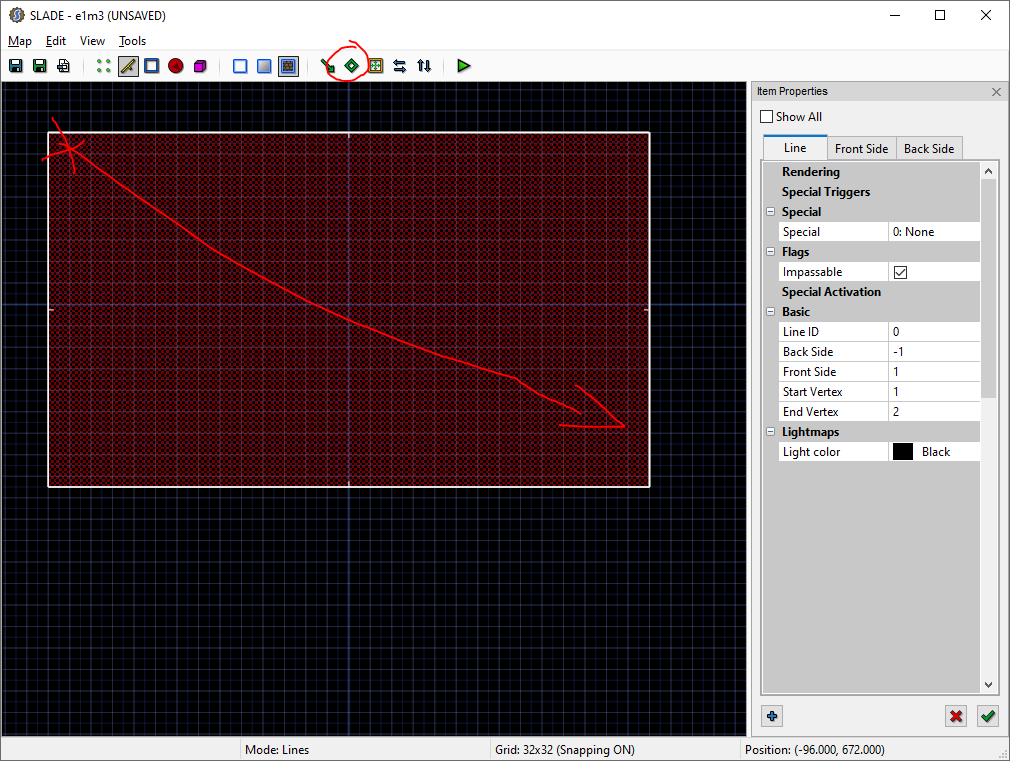 SLADE - e1m3 (UNSAVED)
Map Edit View Tools
Item Properties
Show All
Line Front Side Back Side
Rendering
Special Triggers
Special
Special 0: None
Flags
Impassable
Special Activation
Basic
Line ID 0
Back Side -1
Front Side 1
Start Vertex 1
End Vertex 2
Lightmaps
Light color Black
Mode: Lines Grid: 32x32 (Snapping ON) Position: (-96.000, 672.000)